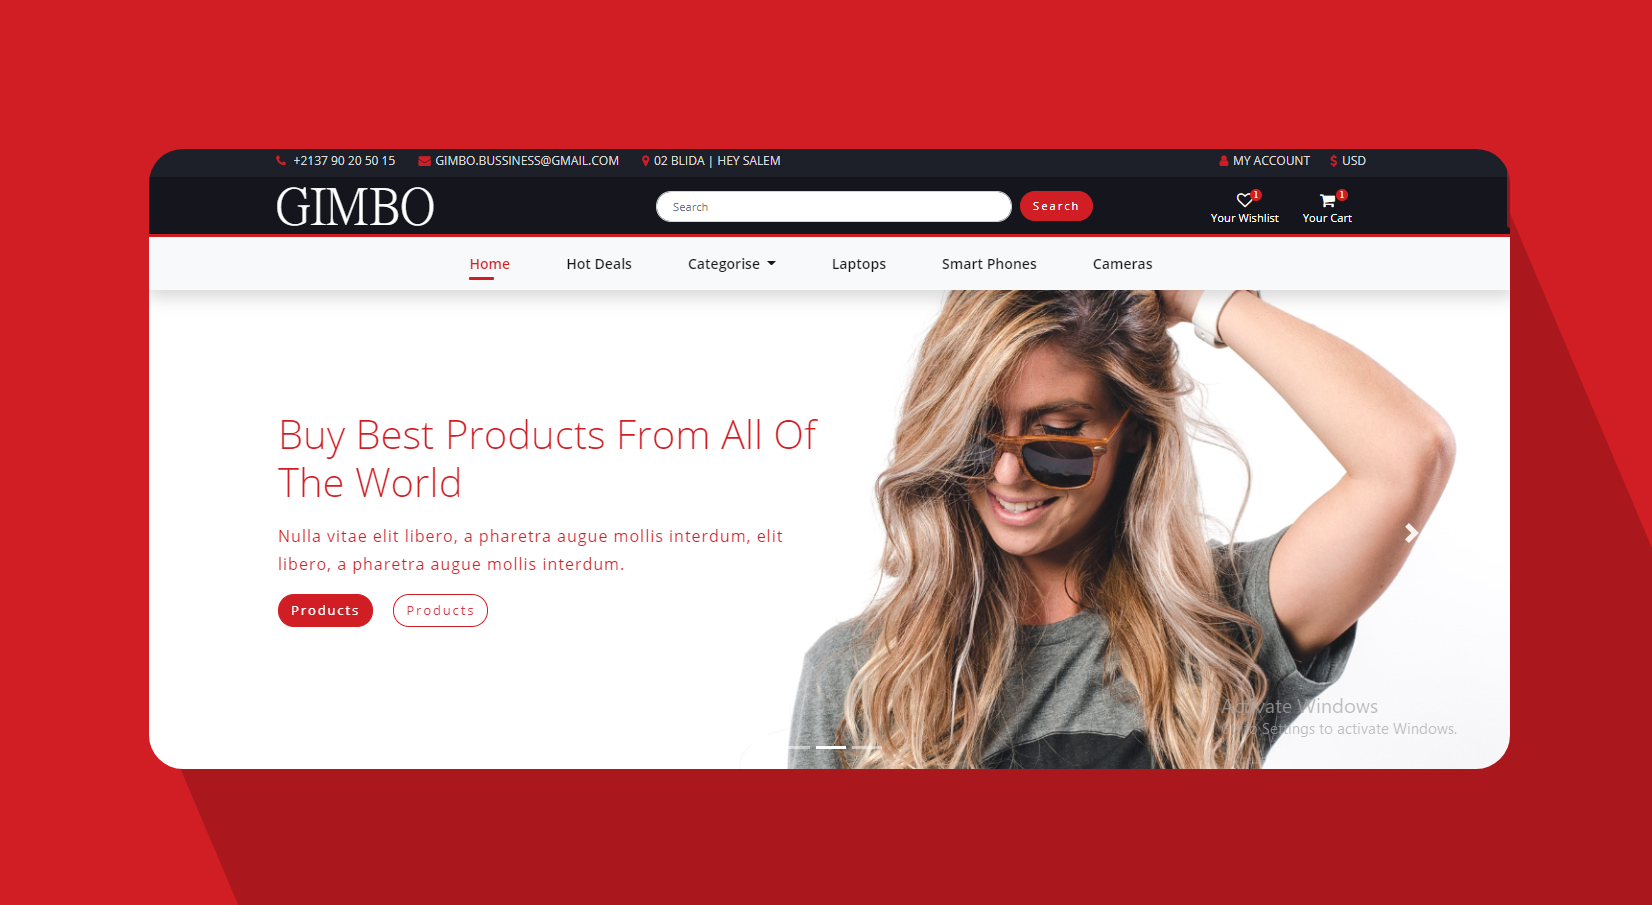 +2137 90 20 50 15 GIMBO.BUSSINESS@GMAIL.COM 02 BLIDA | HEY SALEM MY ACCOUNT $ USD
GIMBO Search Search 1 1
Your Wishlist Your Cart
Home Hot Deals Categorise Laptops Smart Phones Cameras
Buy Best Products From All Of
The World
Nulla vitae elit libero, a pharetra augue mollis interdum, elit
libero, a pharetra augue mollis interdum.
Products Products
Activate Windows
Go to Settings to activate Windows.